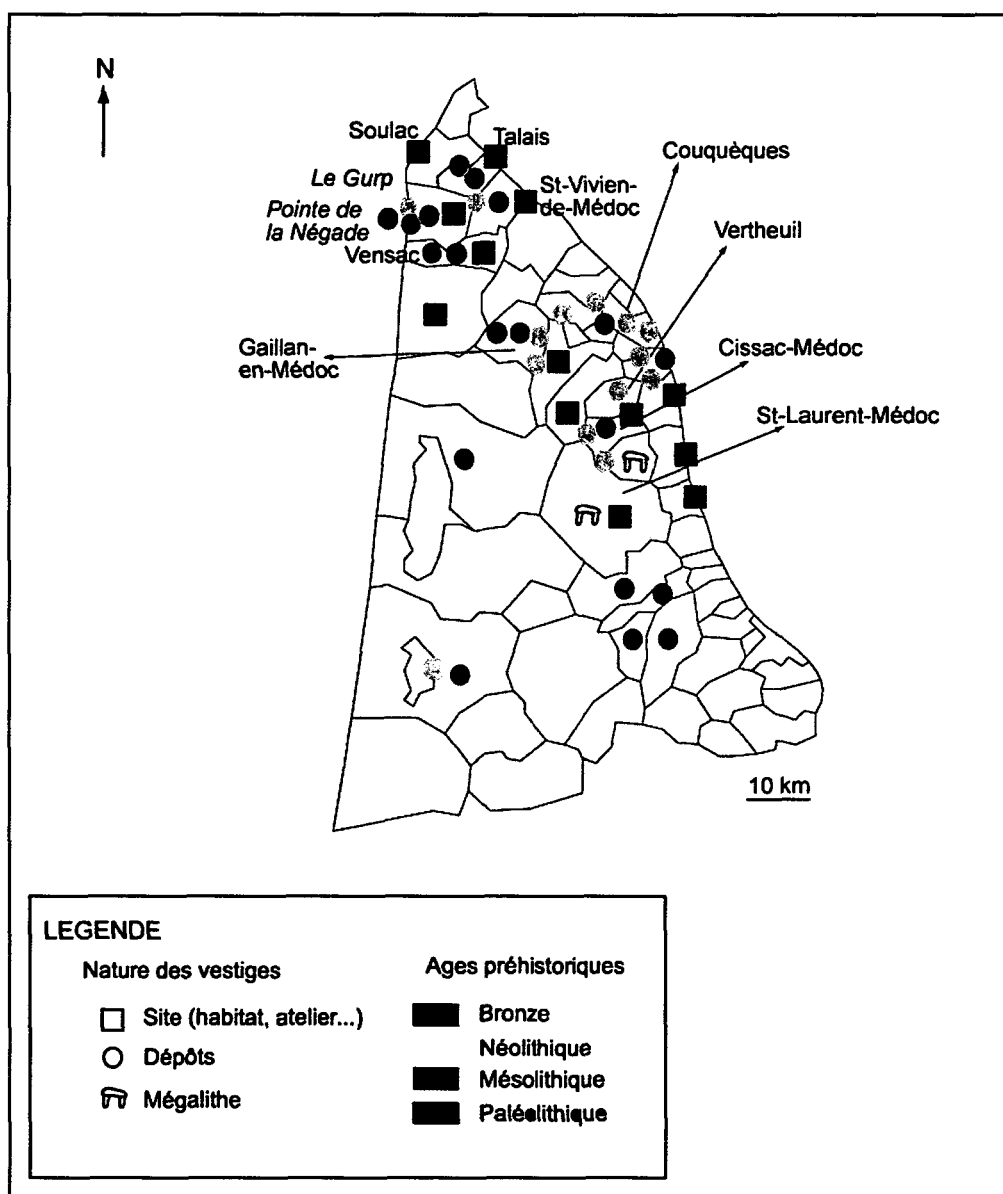 N
Soulac
Talais
Couquèques
Le Gurp
St-Vivien-
de-Médoc
Pointe de
la Négade
Vertheuil
Vensac
Gaillan-
en-Médoc
Cissac-Médoc
St-Laurent-Médoc
10 km
LEGENDE
Nature des vestiges
Site (habitat, atelier...)
Dépôts
Mégalithe
Ages préhistoriques
Bronze
Néolithique
Mésolithique
Paléolithique